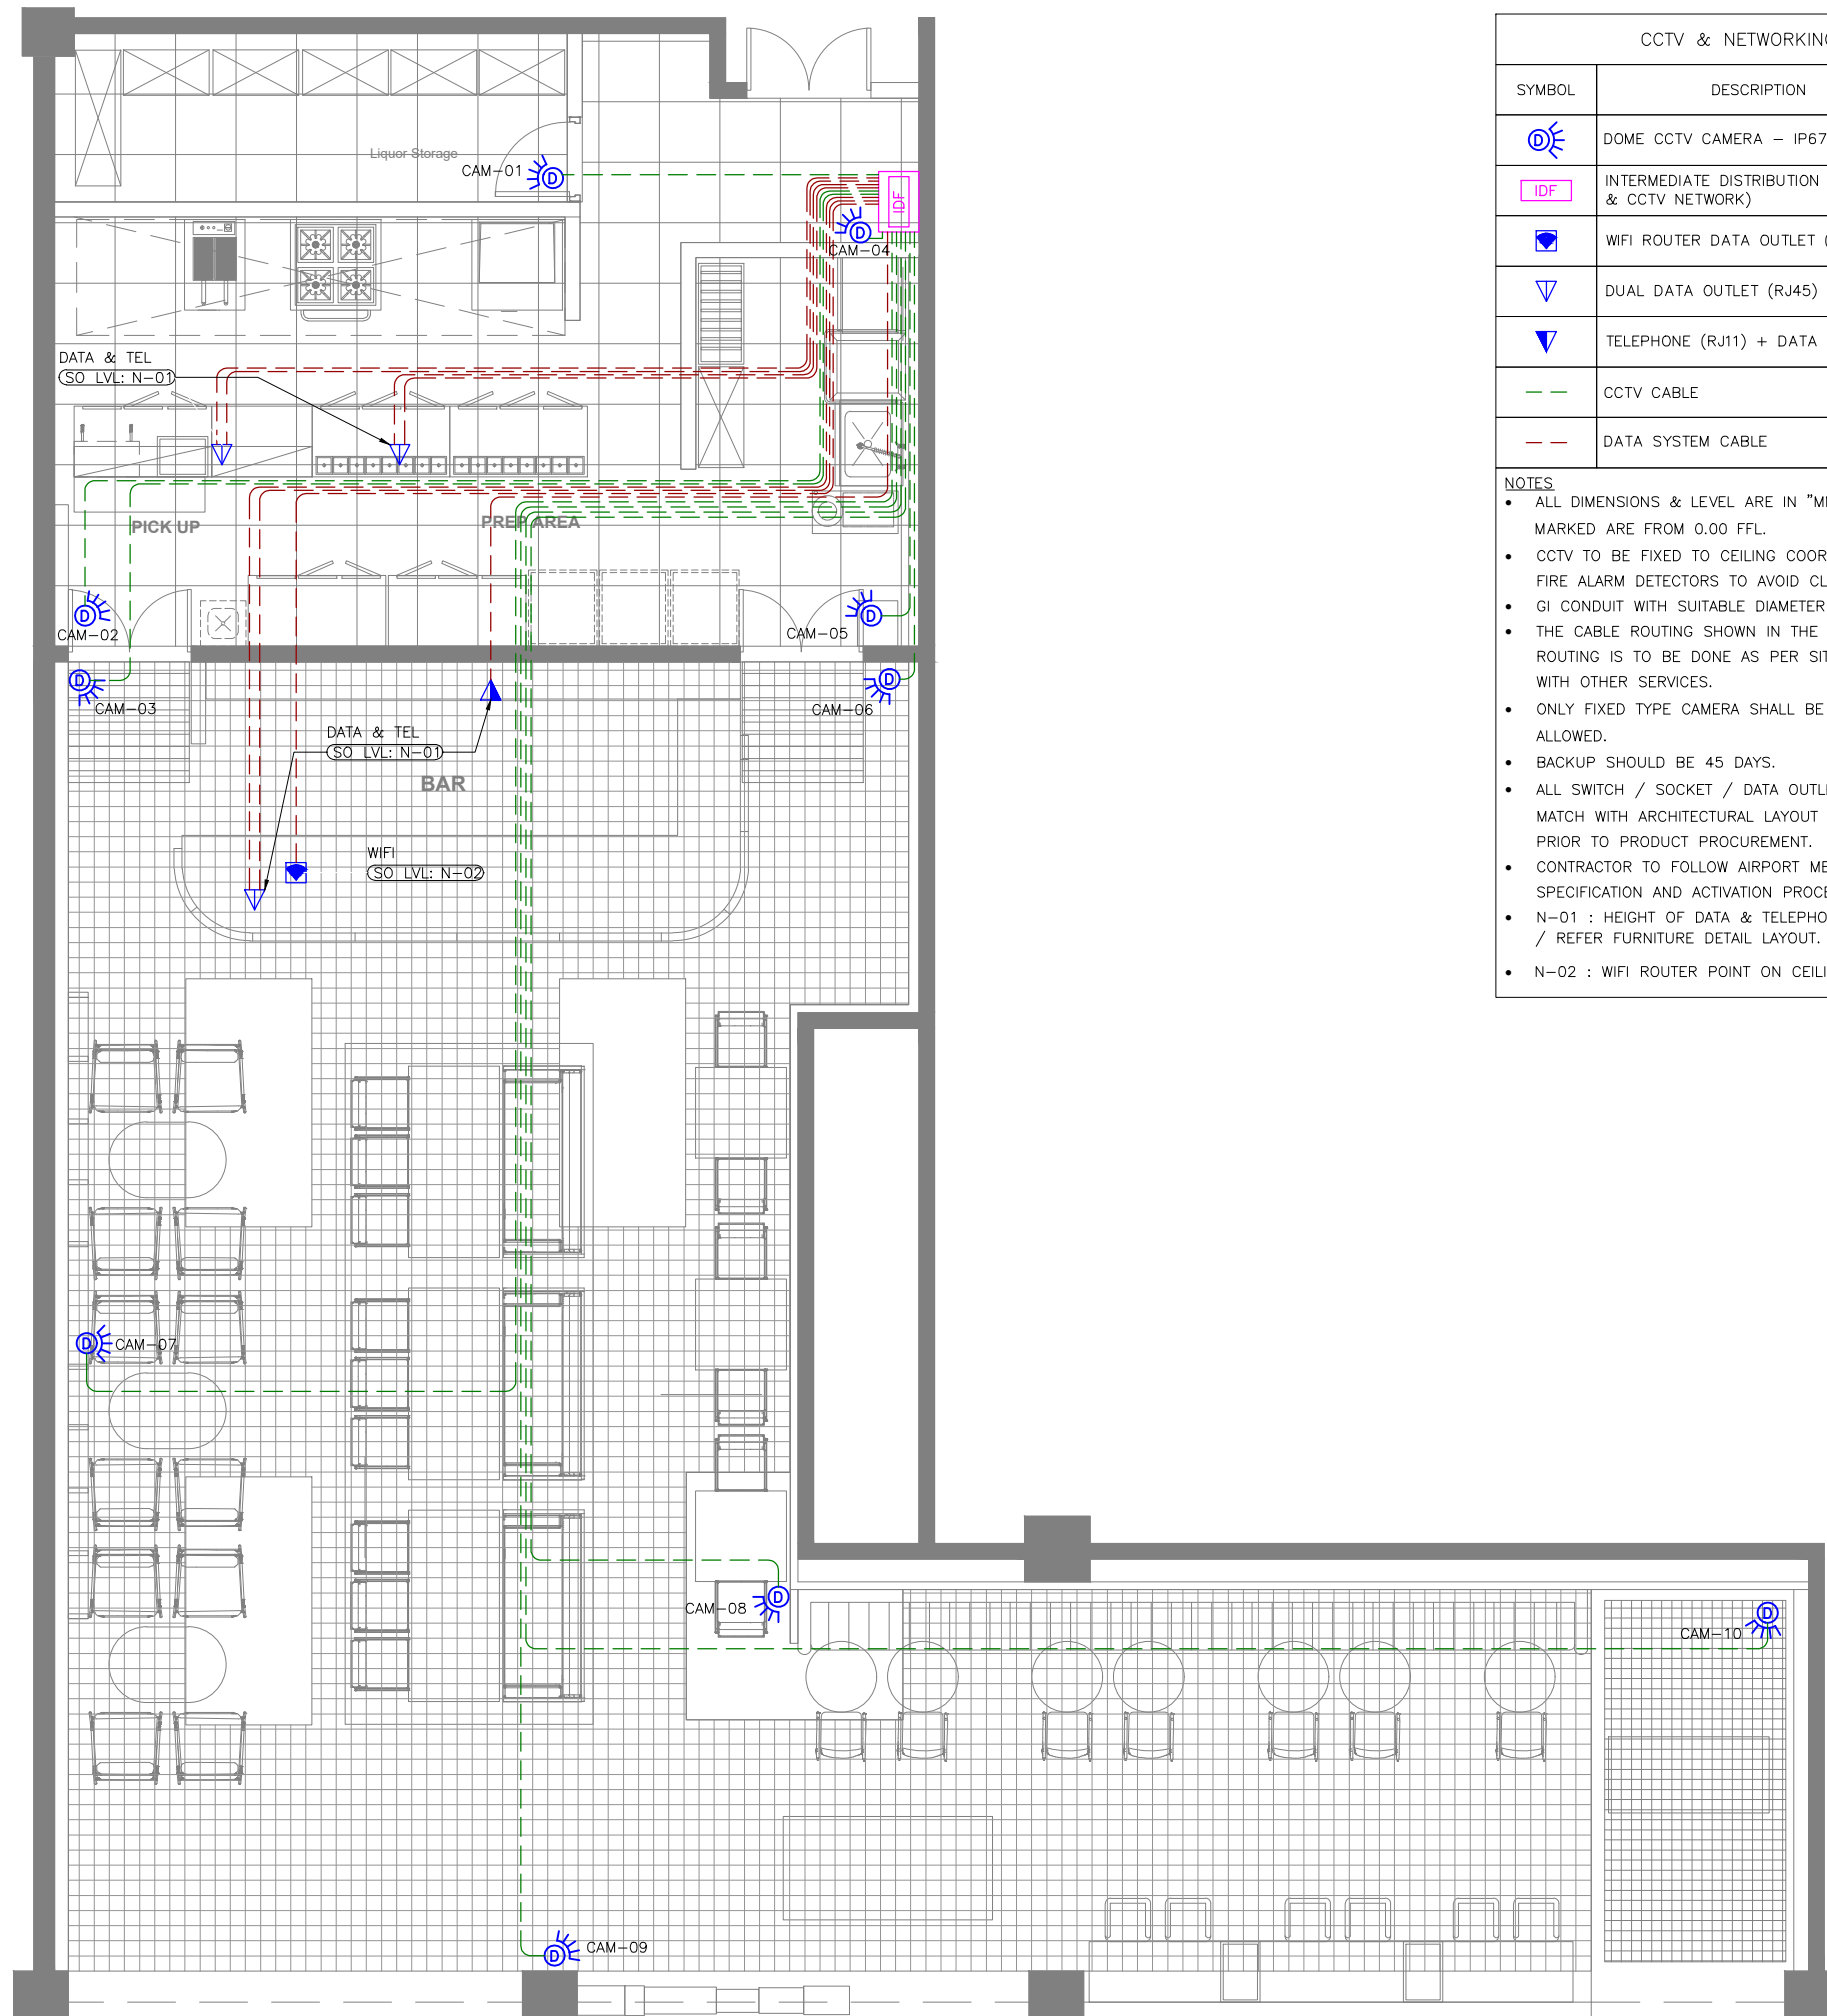 Liquor Storage
CAM-01
D
IDF
D
CAM-04
DATA & TEL
SO LVL: N-01
PICK UP
PREP AREA
D
CAM-02
CAM-05
D
D
CAM-03
D
CAM-06
DATA & TEL
SO LVL: N-01
BAR
WIFI
SO LVL: N-02
D
CAM-07
CAM-08
D
CAM-10
D
D
CAM-09
CCTV & NETWORKING
SYMBOL
DESCRIPTION
D
DOME CCTV CAMERA – IP67
IDF
INTERMEDIATE DISTRIBUTION
& CCTV NETWORK)
WIFI ROUTER DATA OUTLET (
DUAL DATA OUTLET (RJ45)
TELEPHONE (RJ11) + DATA
CCTV CABLE
DATA SYSTEM CABLE
NOTES
• ALL DIMENSIONS & LEVEL ARE IN
MARKED ARE FROM 0.00 FFL.
• CCTV TO BE FIXED TO CEILING
FIRE ALARM DETECTORS TO AVOID
• GI CONDUIT WITH SUITABLE DIAMETER
• THE CABLE ROUTING SHOWN IN THE
ROUTING IS TO BE DONE AS PER
WITH OTHER SERVICES.
• ONLY FIXED TYPE CAMERA SHALL BE
ALLOWED.
• BACKUP SHOULD BE 45 DAYS.
• ALL SWITCH / SOCKET / DATA
MATCH WITH ARCHITECTURAL LAYOUT
PRIOR TO PRODUCT PROCUREMENT.
• CONTRACTOR TO FOLLOW AIRPORT
SPECIFICATION AND ACTIVATION
• N-01 : HEIGHT OF DATA &
/ REFER FURNITURE DETAIL LAYOUT.
• N-02 : WIFI ROUTER POINT ON